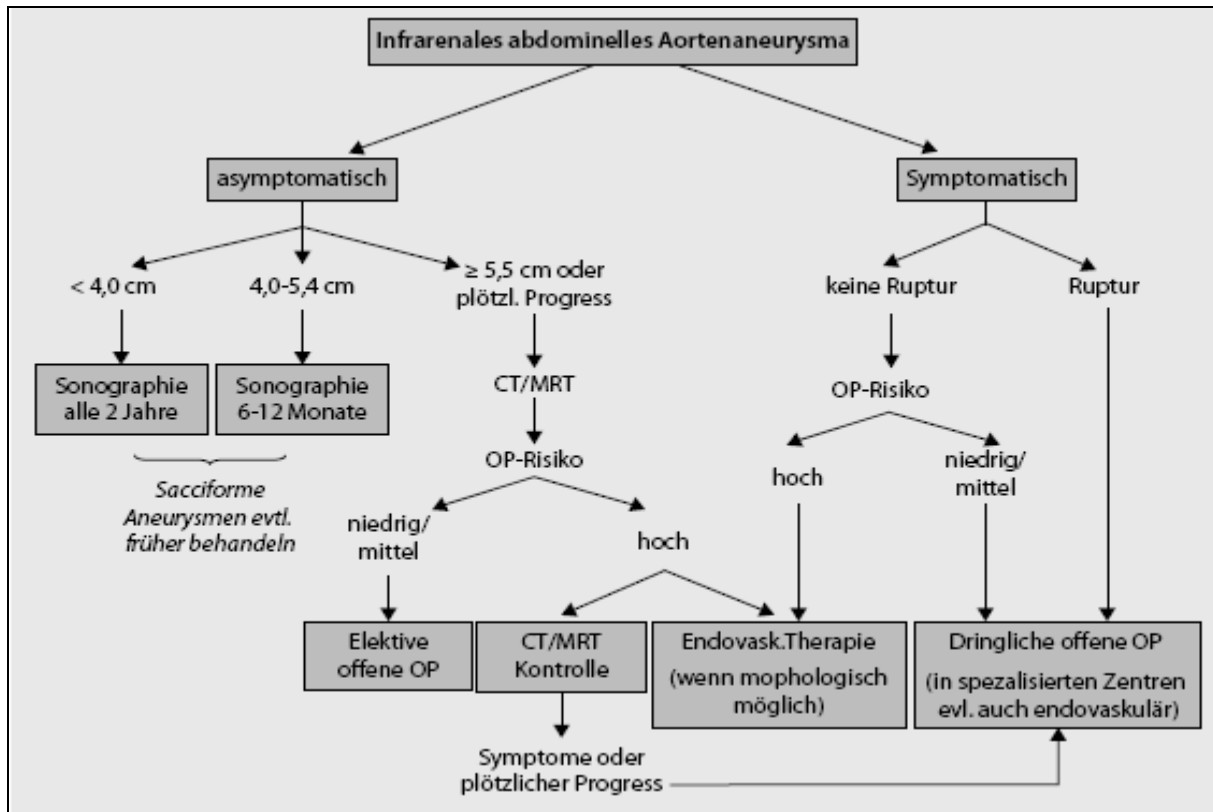 Infrarenales abdominelles Aortenaneurysma
asymptomatisch
Symptomatisch
< 4,0 cm
4,0-5,4 cm
≥ 5,5 cm oder
plötzl. Progress
keine Ruptur
Ruptur
Sonographie
alle 2 Jahre
Sonographie
6-12 Monate
CT/MRT
OP-Risiko
Sacciforme
Aneurysmen evtl.
früher behandeln
OP-Risiko
niedrig/
mittel
hoch
hoch
niedrig/
mittel
Elektive
offene OP
CT/MRT
Kontrolle
Endovask.Therapie
(wenn mophologisch
möglich)
Dringliche offene OP
(in spezalisierten Zentren
evl. auch endovaskulär)
Symptome oder
plötzlicher Progress